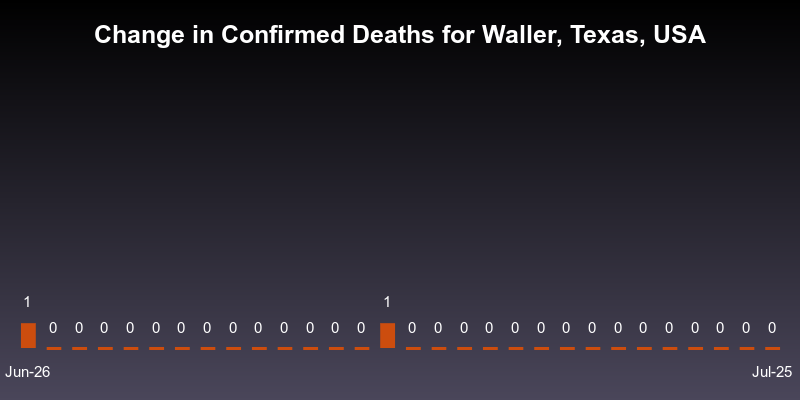 Change in Confirmed Deaths for Waller, Texas, USA
1 1
0 0 0 0 0 0 0 0 0 0 0 0 0 0 0 0 0 0 0 0 0 0 0 0 0 0 0 0
Jun-26 Jul-25